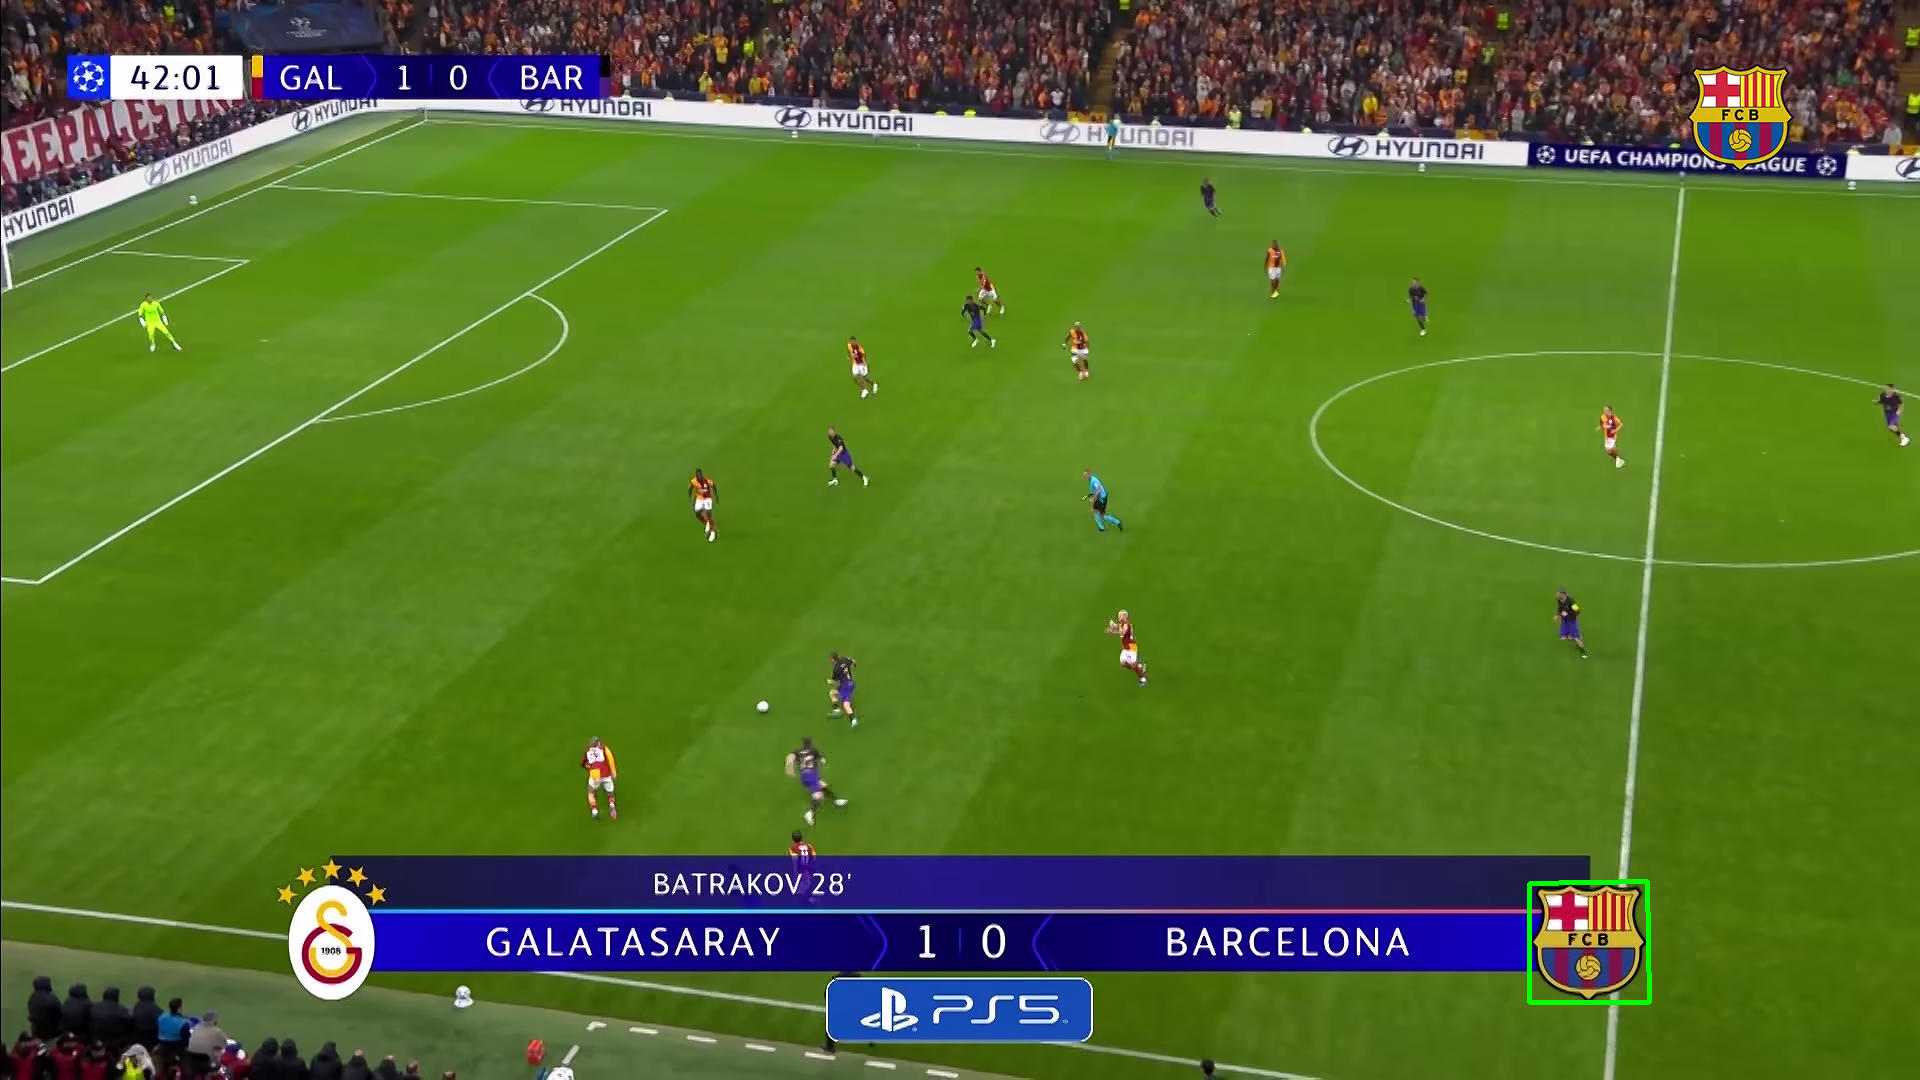 42:01 GAL 1 0 BAR
HYUNDAI
HYUNDAI
HYUNDAI
HYUNDAI
HYUNDAI
HYUNDAI
HYUNDAI
UEFA CHAMPIONS LEAGUE
FCB
BATRAKOV 28'
GALATASARAY 1 0 BARCELONA
1905
FCB
PS5